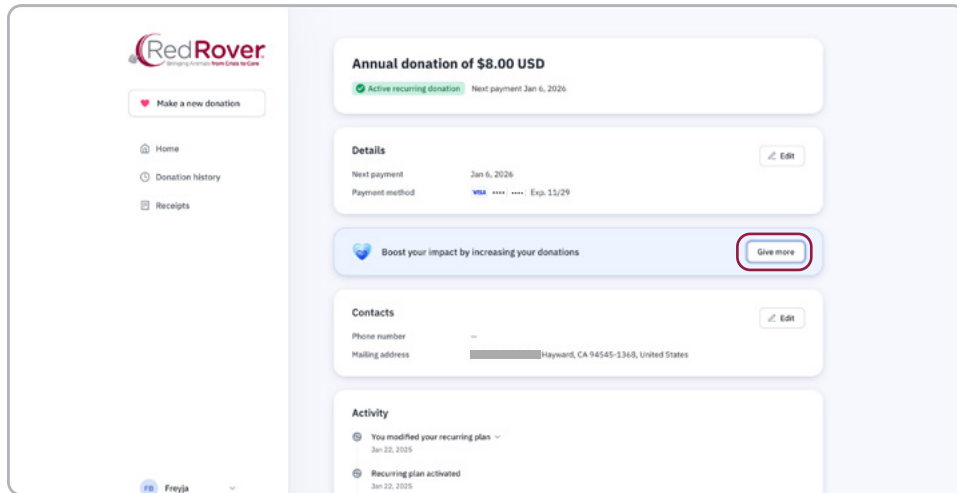 RedRover
Bringing Animals from Crisis to Care
Make a new donation
Home
Donation history
Receipts
FB Freyja
Annual donation of $8.00 USD
Active recurring donation Next payment Jan 6, 2026
Details
Edit
Next payment Jan 6, 2026
Payment method VISA •••• •••• Exp. 11/29
Boost your impact by increasing your donations
Give more
Contacts
Edit
Phone number —
Mailing address Hayward, CA 94545-1368, United States
Activity
You modified your recurring plan
Jan 22, 2025
Recurring plan activated
Jan 22, 2025